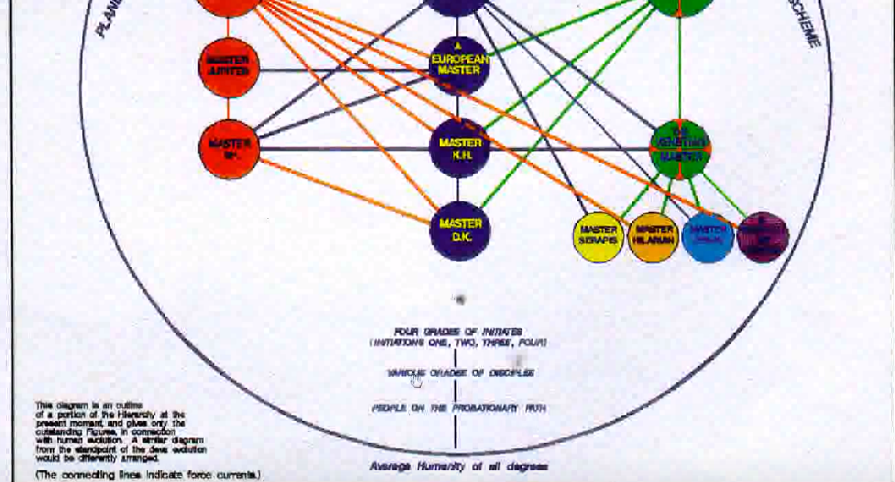 SCHEME
A
EUROPEAN
MASTER
MASTER
JUPITER
MASTER
K.H.
MASTER
M.
MASTER
MASTER
D.K.
MASTER
SERAPIS
MASTER
HILARION
MASTER
FOUR GRADES OF INITIATES
(INITIATIONS ONE, TWO, THREE, FOUR)
VARIOUS GRADES OF DISCIPLES
PEOPLE ON THE PROBATIONARY PATH
Average Humanity of all degrees
This diagram is an outline
of a portion of the Hierarchy at the
present moment, and gives only the
outstanding Figures, in connection
with human evolution. A similar diagram
from the standpoint of the deva evolution
would be differently arranged.
(The connecting lines indicate force currents.)